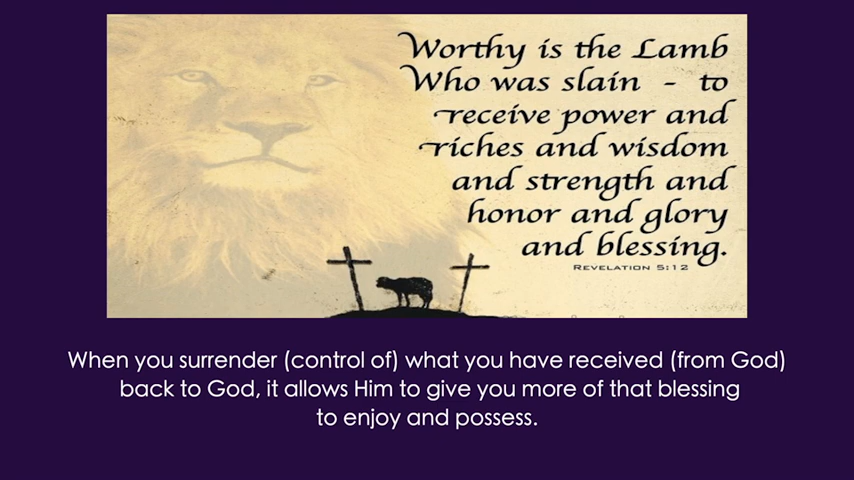 Worthy is the Lamb
Who was slain - to
receive power and
riches and wisdom
and strength and
honor and glory
and blessing.
Revelation 5:12
When you surrender (control of) what you have received (from God)
back to God, it allows Him to give you more of that blessing
to enjoy and possess.